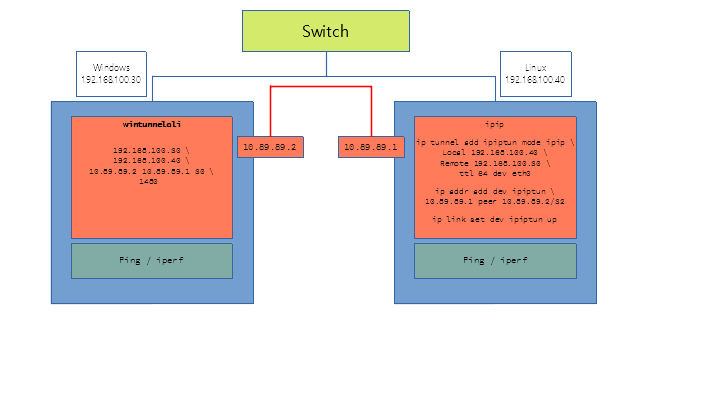 Switch
Windows
192.168.100.30
Linux
192.168.100.40
wintunneloli
192.168.100.30 \
192.168.100.40 \
10.89.89.2 10.89.89.1 30 \
1480
10.89.89.2
10.89.89.1
ipip
ip tunnel add ipiptun mode ipip \
Local 192.168.100.40 \
Remote 192.168.100.30 \
ttl 64 dev eth0
ip addr add dev ipiptun \
10.89.89.1 peer 10.89.89.2/32
ip link set dev ipiptun up
Ping / iperf
Ping / iperf